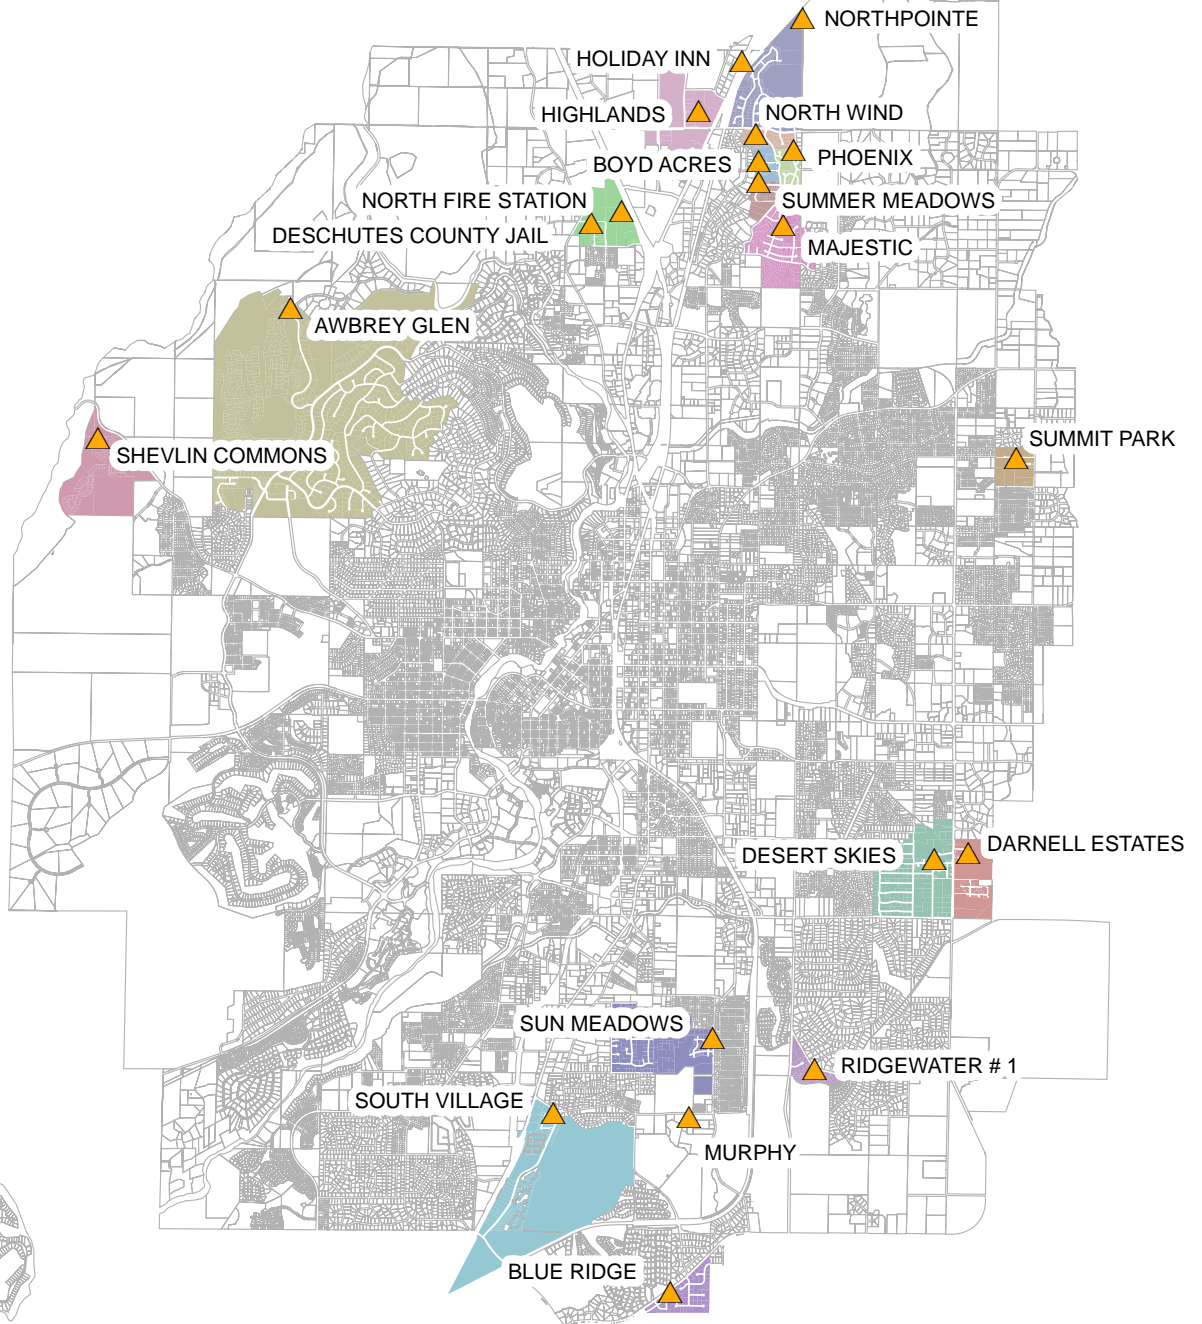 NORTHPOINTE
HOLIDAY INN
HIGHLANDS
NORTH WIND
BOYD ACRES
PHOENIX
NORTH FIRE STATION
SUMMER MEADOWS
DESCHUTES COUNTY JAIL
MAJESTIC
AWBREY GLEN
SUMMIT PARK
SHEVLIN COMMONS
DARNELL ESTATES
DESERT SKIES
SUN MEADOWS
RIDGEWATER # 1
SOUTH VILLAGE
MURPHY
BLUE RIDGE